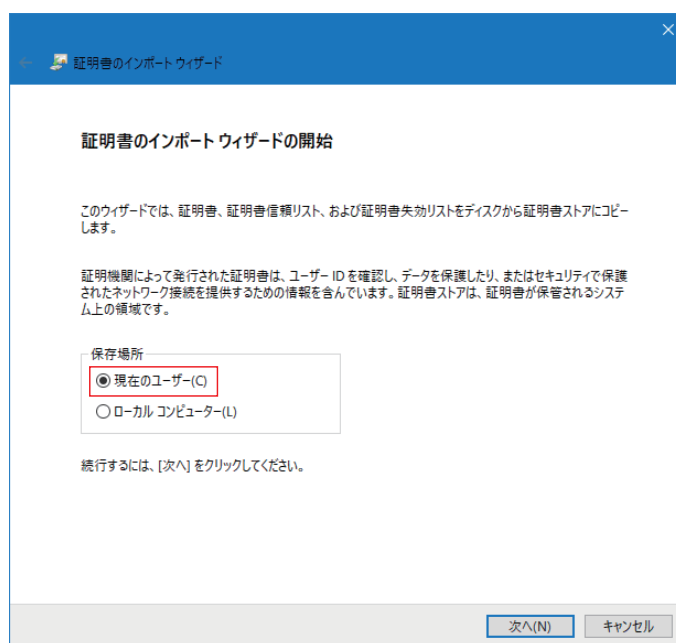 証明書のインポート ウィザード
証明書のインポート ウィザードの開始
このウィザードでは、証明書、証明書信頼リスト、および証明書失効リストをディスクから証明書ストアにコピー
します。
証明機関によって発行された証明書は、ユーザー ID を確認し、データを保護したり、またはセキュリティで保護
されたネットワーク接続を提供するための情報を含んでいます。証明書ストアは、証明書が保管されるシステ
ム上の領域です。
保存場所
現在のユーザー(C)
ローカル コンピューター(L)
続行するには、[次へ] をクリックしてください。
次へ(N) キャンセル